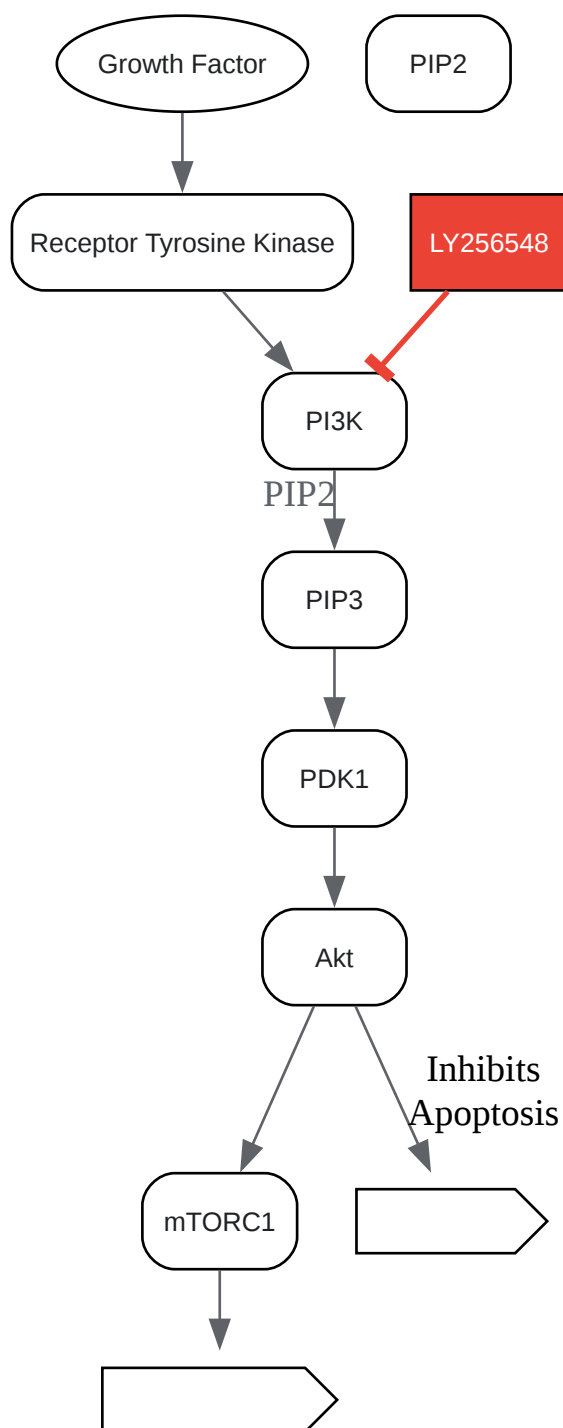 Growth Factor
PIP2
Receptor Tyrosine Kinase
LY256548
PI3K
PIP2
PIP3
PDK1
Akt
Inhibits
Apoptosis
mTORC1